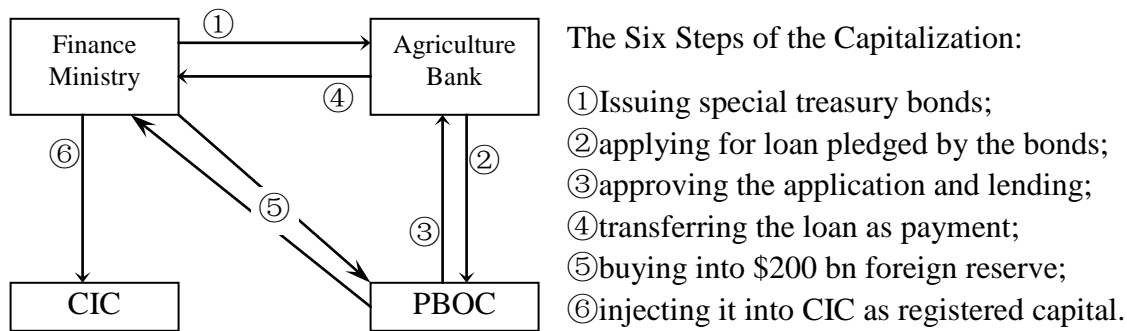 ①
Finance
Ministry
Agriculture
Bank
④
⑥
②
⑤
③
CIC
PBOC
The Six Steps of the Capitalization:
①Issuing special treasury bonds;
②applying for loan pledged by the bonds;
③approving the application and lending;
④transferring the loan as payment;
⑤buying into $200 bn foreign reserve;
⑥injecting it into CIC as registered capital.